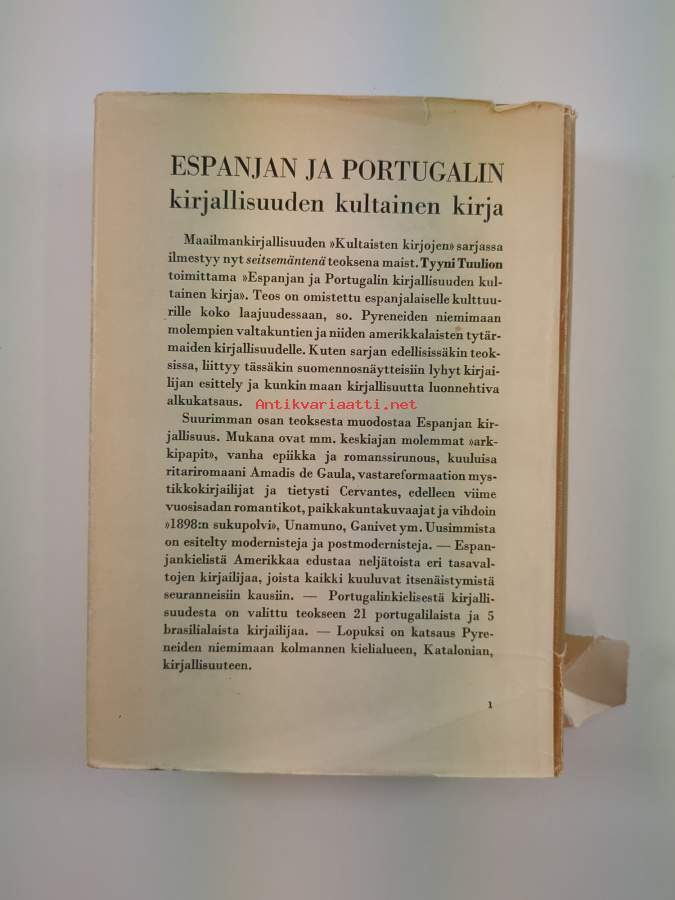 ESPANJAN JA PORTUGALIN
kirjallisuuden kultainen kirja
Maailmankirjallisuuden »Kultaisten kirjojen» sarjassa
ilmestyy nyt seitsemäntenä teoksena maist. Tyyni Tuulion
toimittama »Espanjan ja Portugalin kirjallisuuden kul-
tainen kirja». Teos on omistettu espanjalaiselle kulttuu-
rille koko laajuudessaan, so. Pyreneiden niemimaan
molempien valtakuntien ja niiden amerikkalaisten tytär-
maiden kirjallisuudelle. Kuten sarjan edellisissäkin teok-
sissa, liittyy tässäkin suomennosnäytteisiin lyhyt kirjai-
lijan esittely ja kunkin maan kirjallisuutta luonnehtiva
alkukatsaus.
Antikvariaatti.net
Suurimman osan teoksesta muodostaa Espanjan kir-
jallisuus. Mukana ovat mm. keskiajan molemmat »ark-
kipapit», vanha epiikka ja romanssirunous, kuuluisa
ritariromaani Amadis de Gaula, vastareformaation mys-
tikkokirjailijat ja tietysti Cervantes, edelleen viime
vuosisadan romantikot, paikkakuntakuvaajat ja vihdoin
»1898:n sukupolvi», Unamuno, Ganivet ym. Uusimmista
on esitelty modernisteja ja postmodernisteja. — Espan-
jankielistä Amerikkaa edustaa neljätoista eri tasaval-
tojen kirjailijaa, joista kaikki kuuluvat itsenäistymistä
seuranneisiin kausiin. — Portugalinkielisestä kirjalli-
suudesta on valittu teokseen 21 portugalilaista ja 5
brasilialaista kirjailijaa. — Lopuksi on katsaus Pyre-
neiden niemimaan kolmannen kielialueen, Katalonian,
kirjallisuuteen.
1